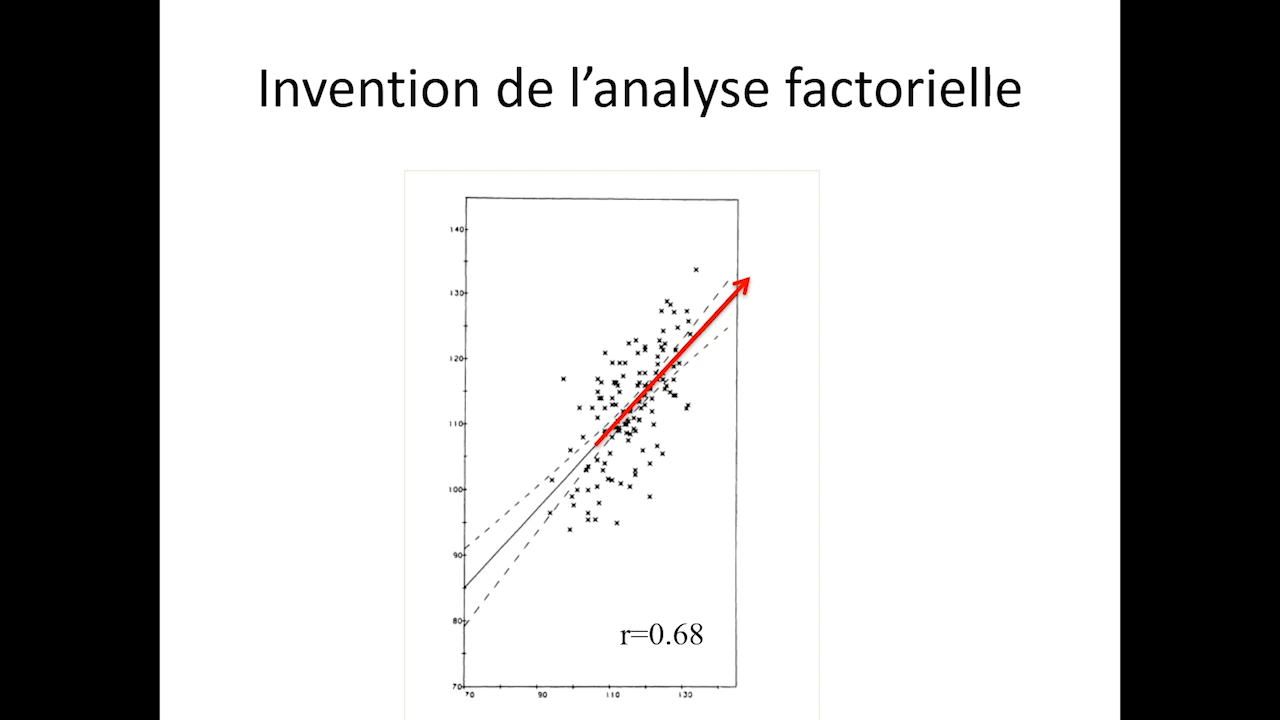 Invention de l’analyse factorielle
140
130
120
110
100
90
80
70
70 90 110 130
r=0.68